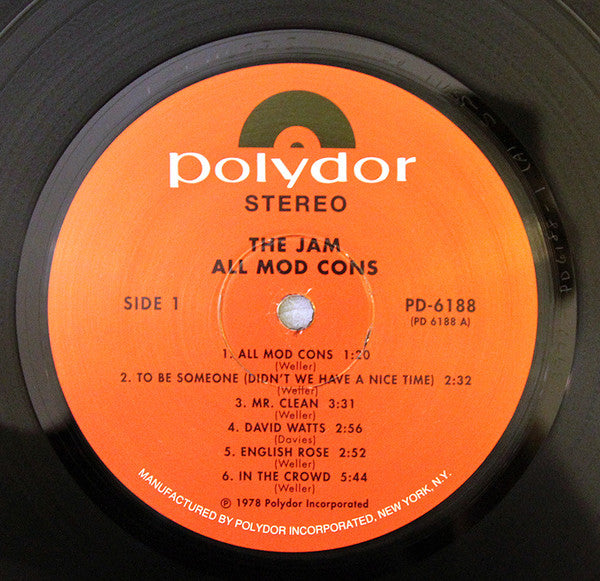 polydor
STEREO
THE JAM
ALL MOD CONS
SIDE 1
PD-6188
(PD 6188 A)
1. ALL MOD CONS 1:20
(Weller)
2. TO BE SOMEONE (DIDN'T WE HAVE A NICE TIME) 2:32
(Weller)
3. MR. CLEAN 3:31
(Weller)
4. DAVID WATTS 2:56
(Davies)
5. ENGLISH ROSE 2:52
(Weller)
6. IN THE CROWD 5:44
(Weller)
℗ 1978 Polydor Incorporated
MANUFACTURED BY POLYDOR INCORPORATED, NEW YORK, N.Y.